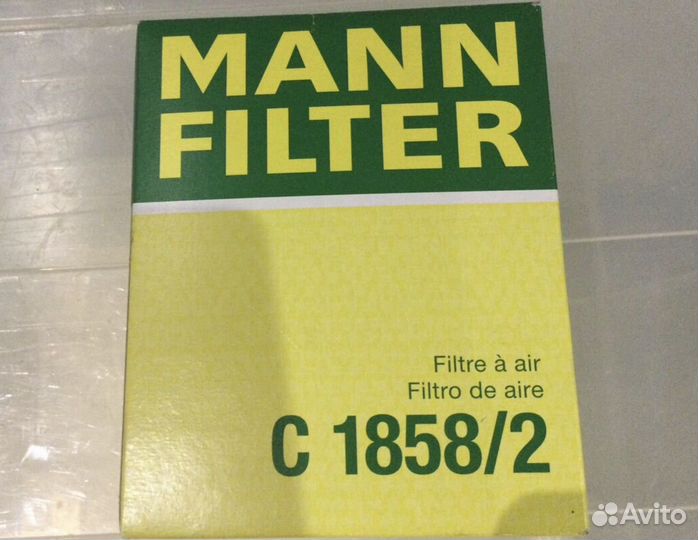 MANN
FILTER
Filtre à air
Filtro de aire
C 1858/2
Avito